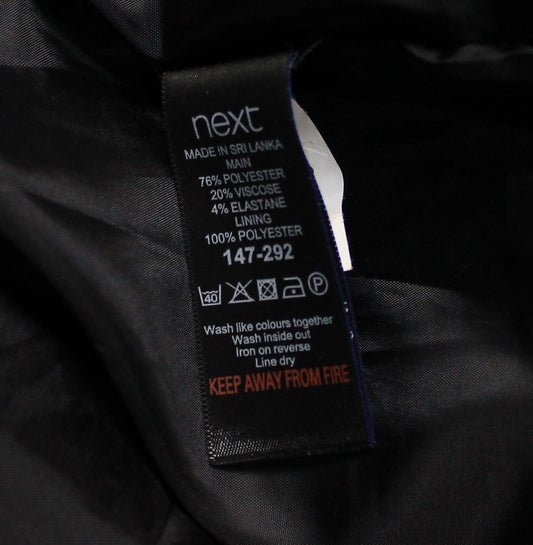 next
MADE IN SRI LANKA
MAIN
76% POLYESTER
20% VISCOSE
4% ELASTANE
LINING
100% POLYESTER
147-292
40 P
Wash like colours together
Wash inside out
Iron on reverse
Line dry
KEEP AWAY FROM FIRE